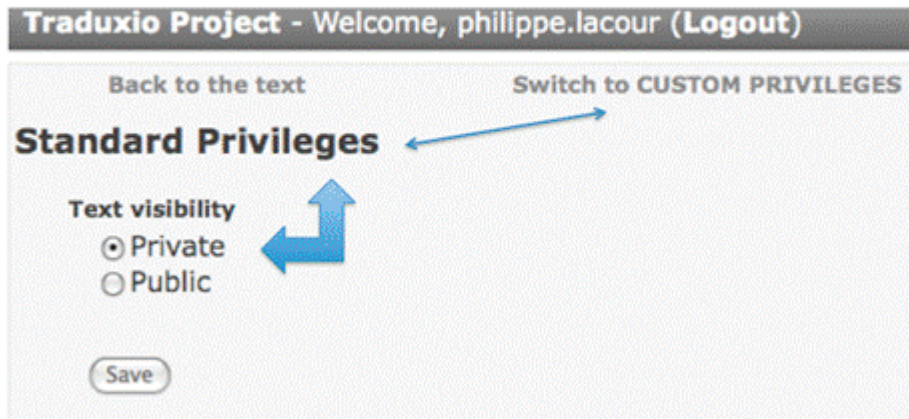 Traduxio Project - Welcome, philippe.lacour (Logout)
Back to the text Switch to CUSTOM PRIVILEGES
Standard Privileges
Text visibility
Private
Public
Save